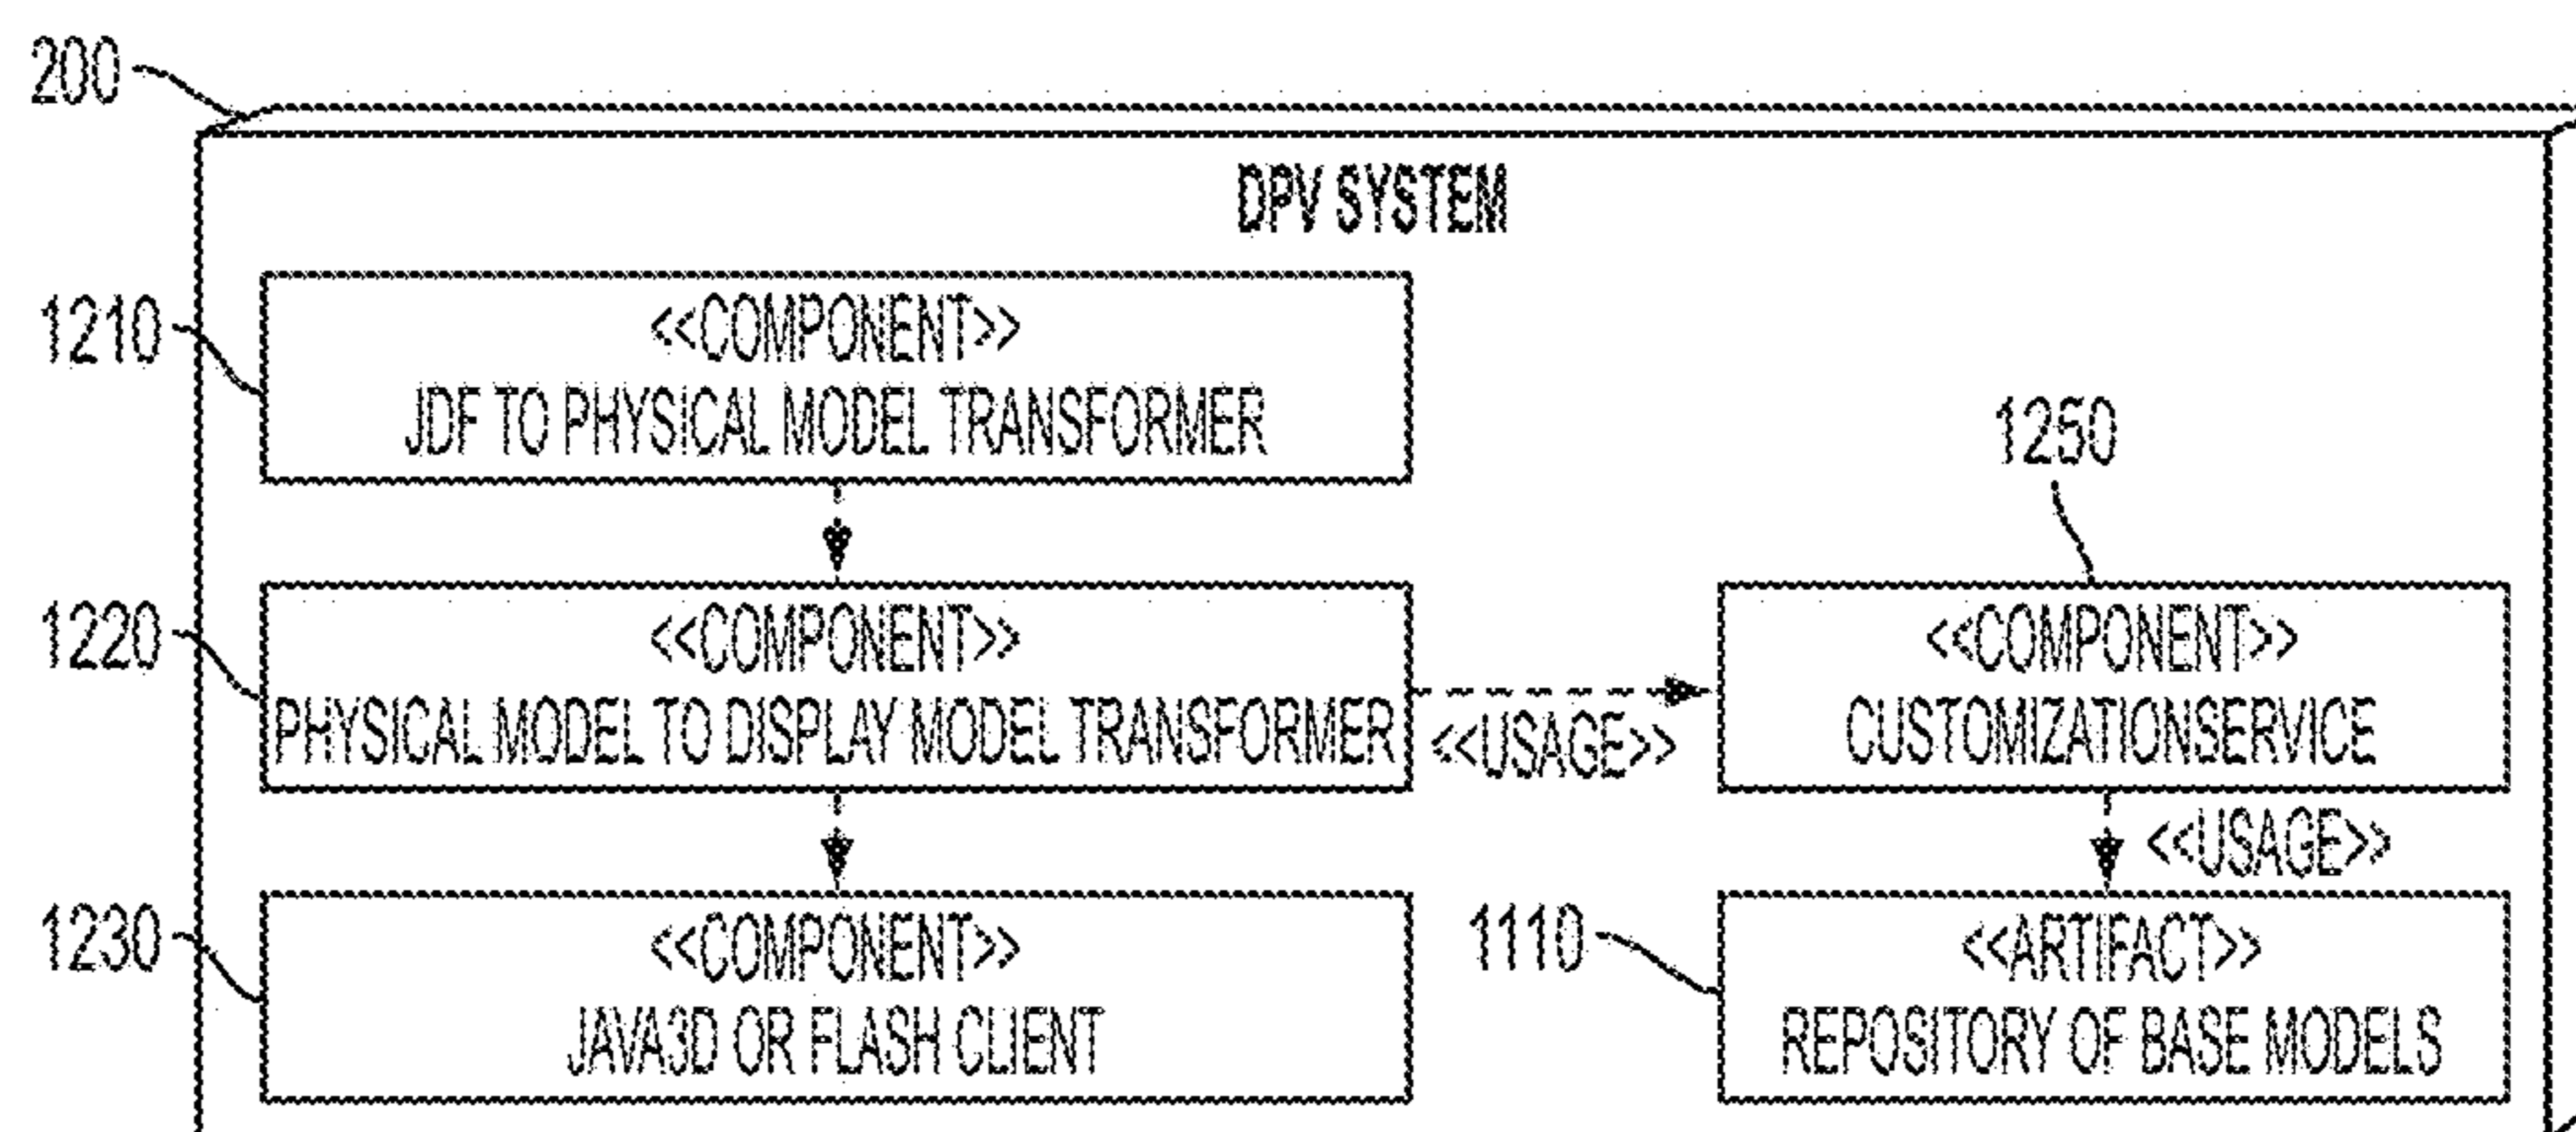 200
DPV SYSTEM
1210
<<COMPONENT>>
JDF TO PHYSICAL MODEL TRANSFORMER
1250
1220
<<COMPONENT>>
PHYSICAL MODEL TO DISPLAY MODEL TRANSFORMER
<<USAGE>>
<<COMPONENT>>
CUSTOMIZATIONSERVICE
<<USAGE>>
1230
<<COMPONENT>>
JAVA3D OR FLASH CLIENT
1110
<<ARTIFACT>>
REPOSITORY OF BASE MODELS